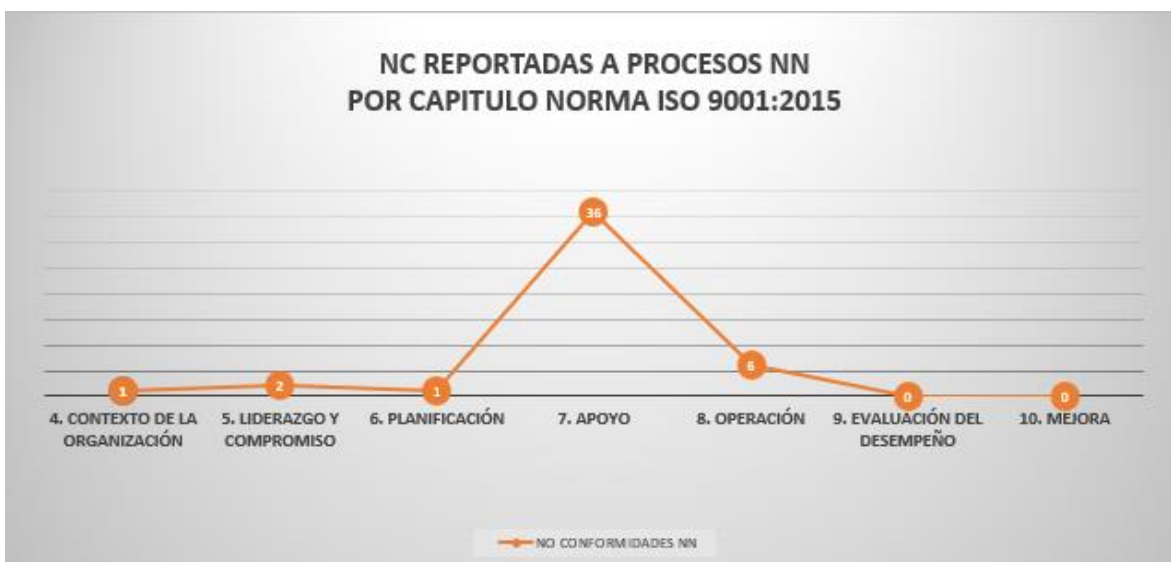 NC REPORTADAS A PROCESOS NN
POR CAPITULO NORMA ISO 9001:2015
36
1
2
1
6
0
0
4. CONTEXTO DE LA ORGANIZACIÓN
5. LIDERAZGO Y COMPROMISO
6. PLANIFICACIÓN
7. APOYO
8. OPERACIÓN
9. EVALUACIÓN DEL DESEMPEÑO
10. MEJORA
NO CONFORMIDADES NN